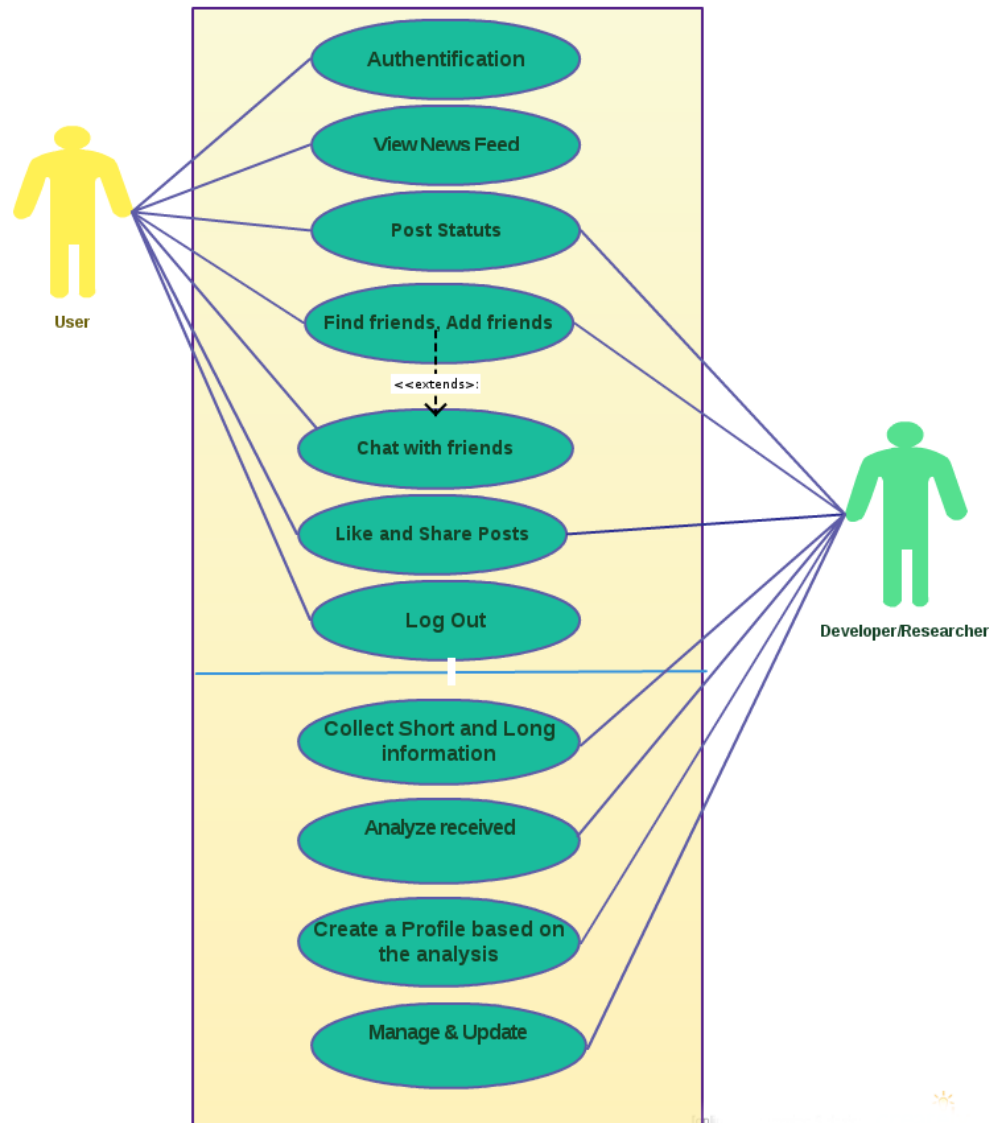 Authentification
View News Feed
Post Statuts
User
Find friends, Add friends
<<extends>:
Chat with friends
Like and Share Posts
Log Out
Developer/Researcher
Collect Short and Long
information
Analyze received
Create a Profile based on
the analysis
Manage & Update